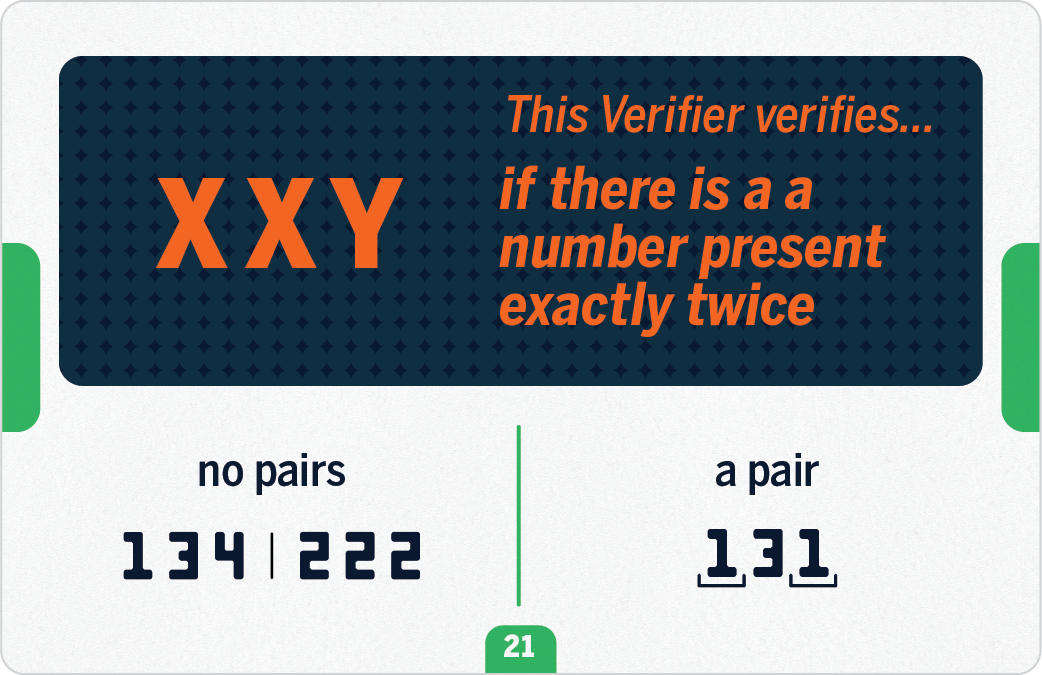 This Verifier verifies...
XXY
if there is a a
number present
exactly twice
no pairs
a pair
134 | 222
131
21